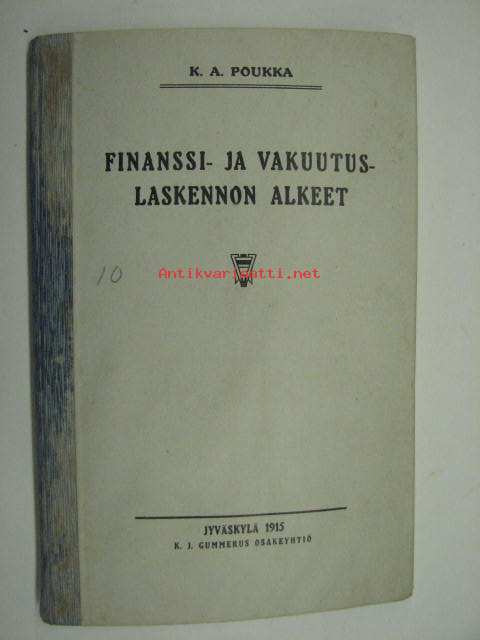 K. A. POUKKA
FINANSSI- JA VAKUUTUS-
LASKENNON ALKEET
Antikvariaatti.net
10
JYVÄSKYLÄ 1915
K. J. GUMMERUS OSAKEYHTIÖ